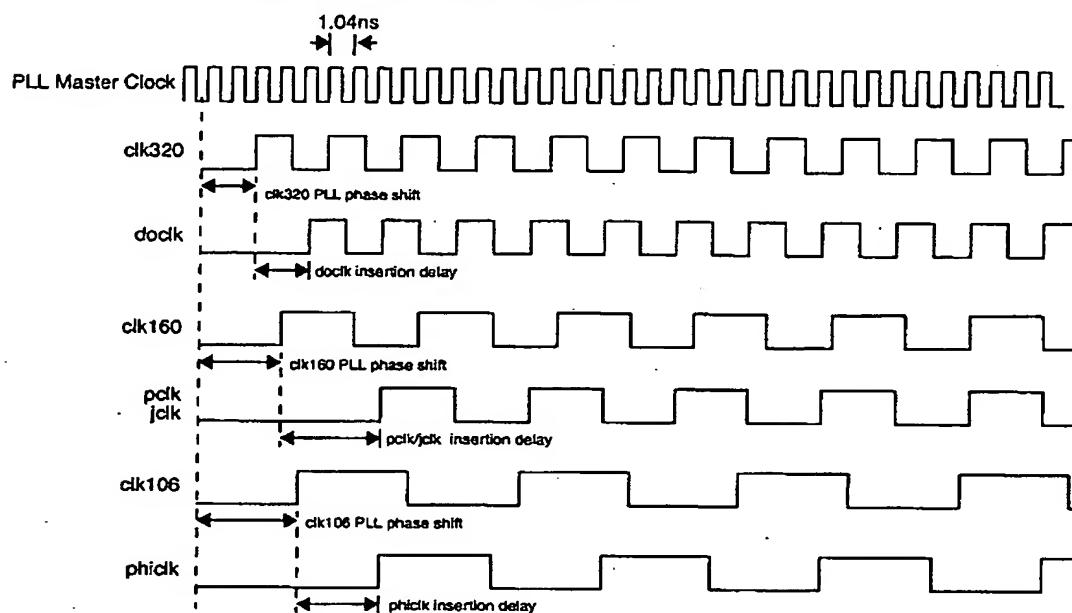 1.04ns
PLL Master Clock
clk320
clk320 PLL phase shift
doclk
doclk insertion delay
clk160
clk160 PLL phase shift
pclk
jclk
pclk/jclk insertion delay
clk106
clk106 PLL phase shift
phiclk
phiclk insertion delay